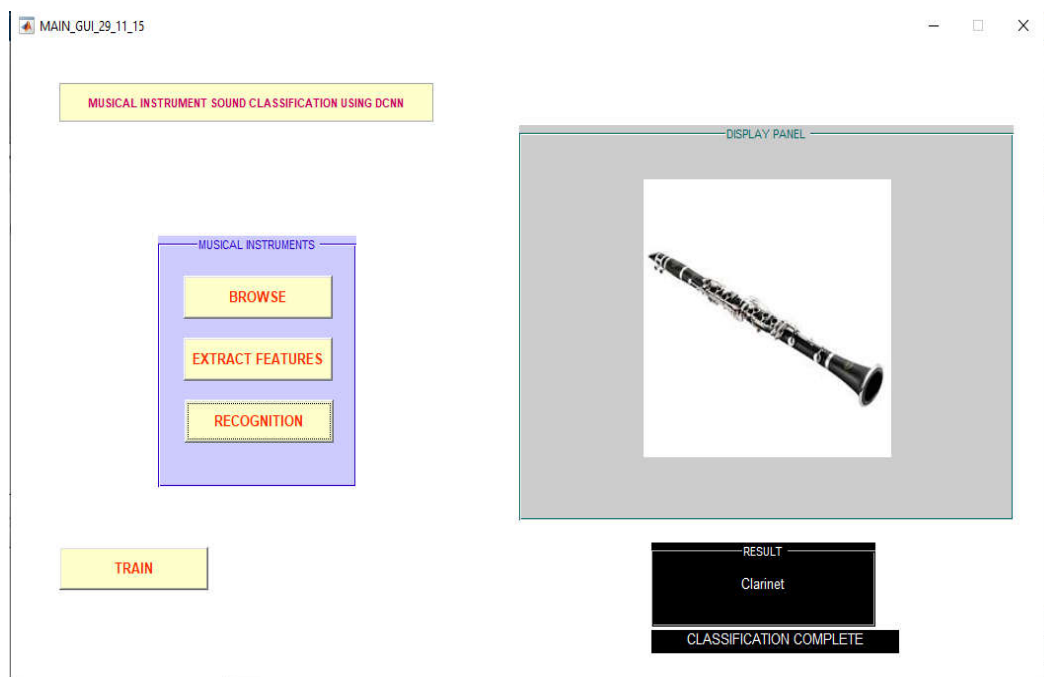 MAIN_GUI_29_11_15
MUSICAL INSTRUMENT SOUND CLASSIFICATION USING DCNN
DISPLAY PANEL
MUSICAL INSTRUMENTS
BROWSE
EXTRACT FEATURES
RECOGNITION
TRAIN
RESULT
Clarinet
CLASSIFICATION COMPLETE